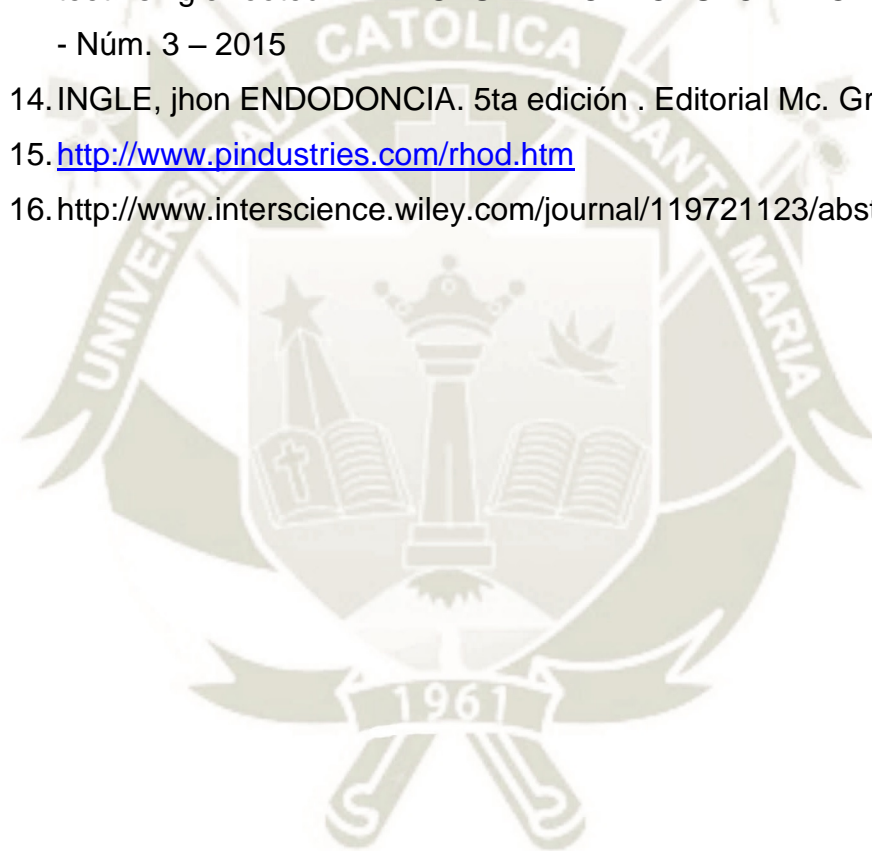 - Núm. 3 – 2015
14. INGLE, jhon ENDODONCIA. 5ta edición . Editorial Mc. Gr
15. http://www.pindustries.com/rhod.htm
16. http://www.interscience.wiley.com/journal/119721123/abst
UNIVERSIDAD CATOLICA SANTA MARIA
1961